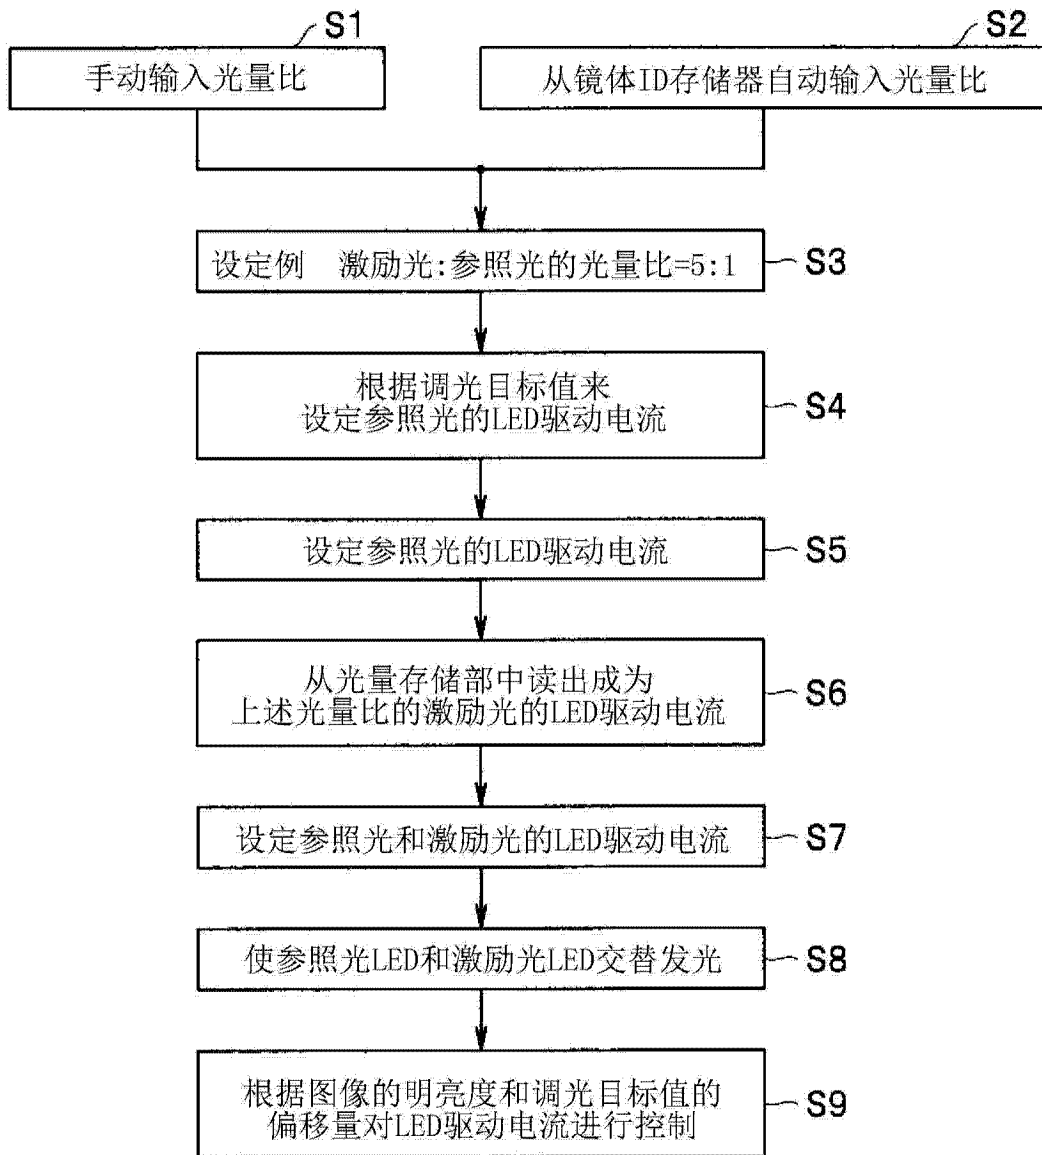 S1
S2
手动输入光量比
从镜体ID存储器自动输入光量比
设定例 激励光:参照光的光量比=5:1
S3
根据调光目标值来
设定参照光的LED驱动电流
S4
设定参照光的LED驱动电流
S5
从光量存储部中读出成为
上述光量比的激励光的LED驱动电流
S6
设定参照光和激励光的LED驱动电流
S7
使参照光LED和激励光LED交替发光
S8
根据图像的明亮度和调光目标值的
偏移量对LED驱动电流进行控制
S9